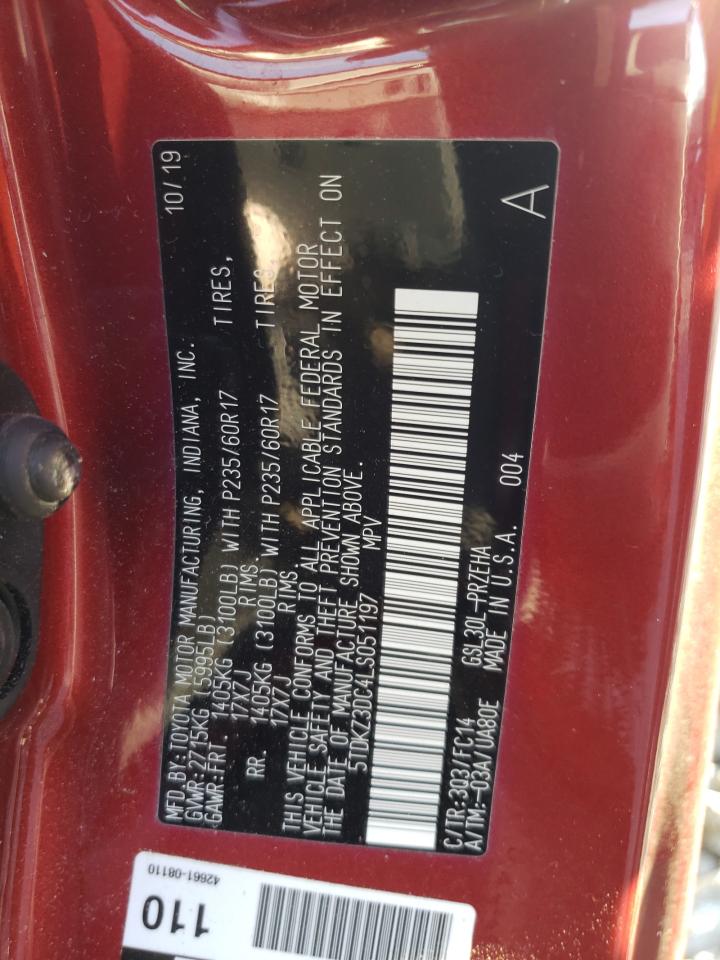 MFD. BY: TOYOTA MOTOR MANUFACTURING, INDIANA, INC. 10/19
GVWR: 2715KG ( 5995LB)
GAWR: FRT. 1405KG (3100LB) WITH P235/60R17 TIRES,
17X7J RIMS
RR. 1405KG (3100LB) WITH P235/60R17 TIRES,
17X7J RIMS
THIS VEHICLE CONFORMS TO ALL APPLICABLE FEDERAL MOTOR
VEHICLE SAFETY AND THEFT PREVENTION STANDARDS IN EFFECT ON
THE DATE OF MANUFACTURE SHOWN ABOVE.
5TDKZ3DC4LS051197 MPV
C/TR: 3Q3/FC14 GSL30L-PRZEHA
A/TM: -03A/UA80E MADE IN U.S.A. 004 A
110 42661-08110